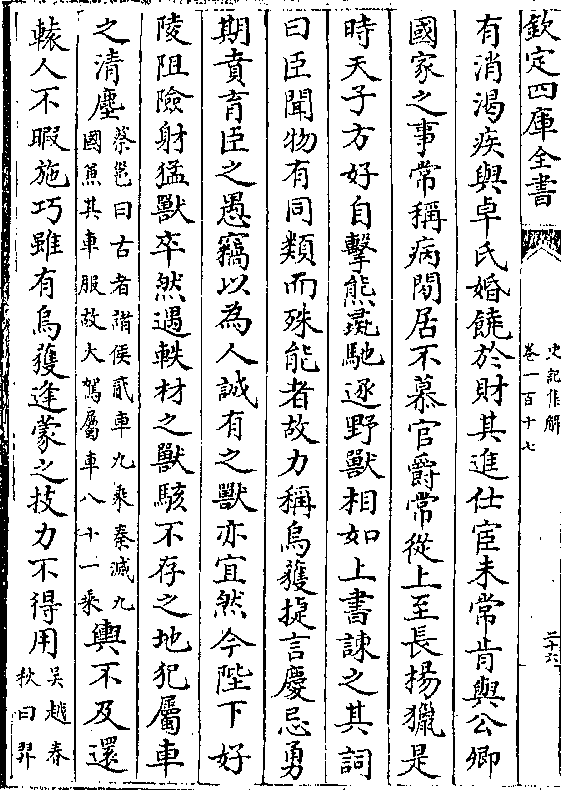 欽定四庫全書
史記集解
卷一百十七
二十六
有消渴疾與卓氏婚饒於財其進仕宦未常肯與公卿
國家之事常稱病閒居不慕官爵常從上至長楊獵是
時天子方好自擊熊彘馳逐野獸相如上書諫之其詞
曰臣聞物有同類而殊能者故力稱烏獲捷言慶忌勇
期賁育臣之愚竊以為人誠有之獸亦宜然今陛下好
陵阻險射猛獸卒然遇軼材之獸駭不存之地犯屬車
之清塵蔡邕曰古者諸侯貳車九乘秦滅九國兼其車服故大駕屬車八十一乘輿不及還
轅人不暇施巧雖有烏獲逢蒙之技力不得用吳越春秋曰羿